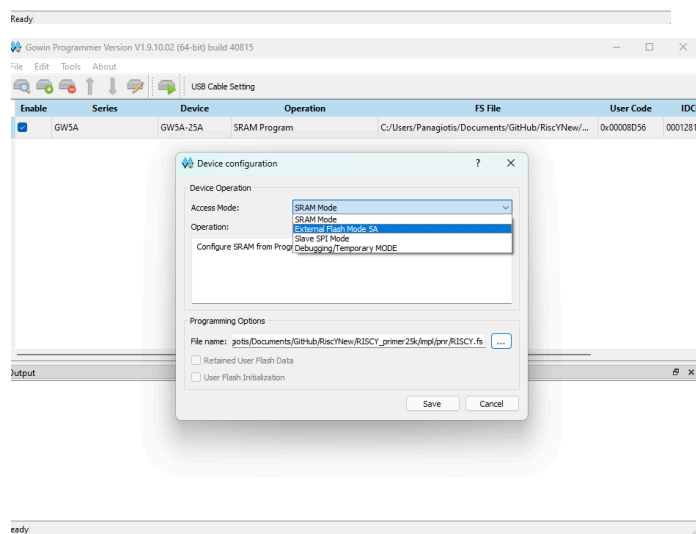 Ready
Gowin Programmer Version V1.9.10.02 (64-bit) build 40815
File Edit Tools About
USB Cable Setting
Enable Series Device Operation FS File User Code IDC
GW5A GW5A-25A SRAM Program C:/Users/Panagiotis/Documents/GitHub/RiscYNew/... 0x00008D56 0001281
Device configuration ?
Device Operation
Access Mode: SRAM Mode
SRAM Mode
Operation: External Flash Mode 5A
Slave SPI Mode
Configure SRAM from Progr Debugging/Temporary MODE
Programming Options
File name: giotis/Documents/GitHub/RiscYNew/RISCY_primer25k/impl/pnr/RISCY.fs ...
Retained User Flash Data
User Flash Initialization
Save Cancel
Output
eady